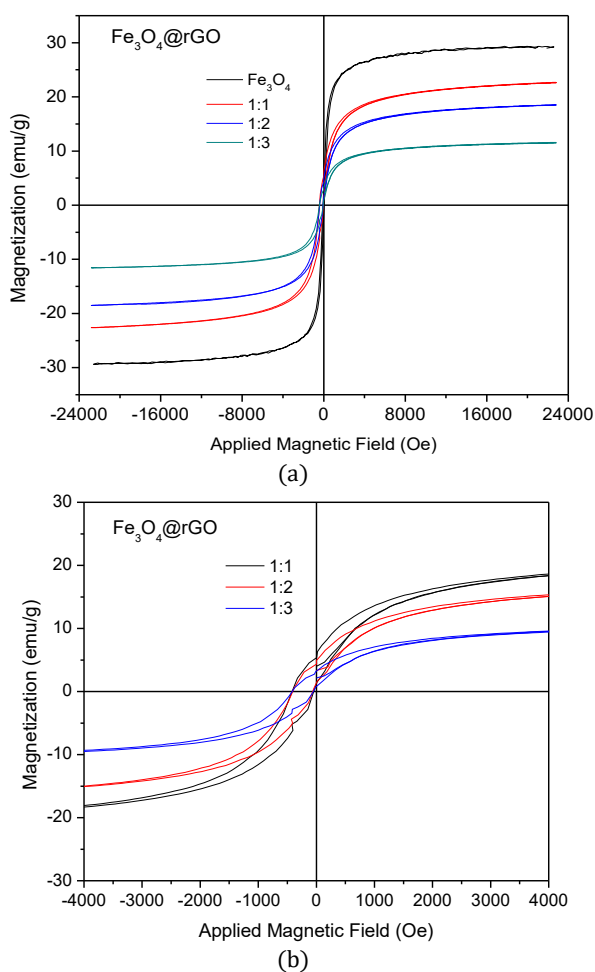 Fe₃O₄@rGO
Fe₃O₄
1:1
1:2
1:3
30
20
10
0
-10
-20
-30
Magnetization (emu/g)
-24000 -16000 -8000 0 8000 16000 24000
Applied Magnetic Field (Oe)
(a)
Fe₃O₄@rGO
1:1
1:2
1:3
30
20
10
0
-10
-20
-30
Magnetization (emu/g)
-4000 -3000 -2000 -1000 0 1000 2000 3000 4000
Applied Magnetic Field (Oe)
(b)